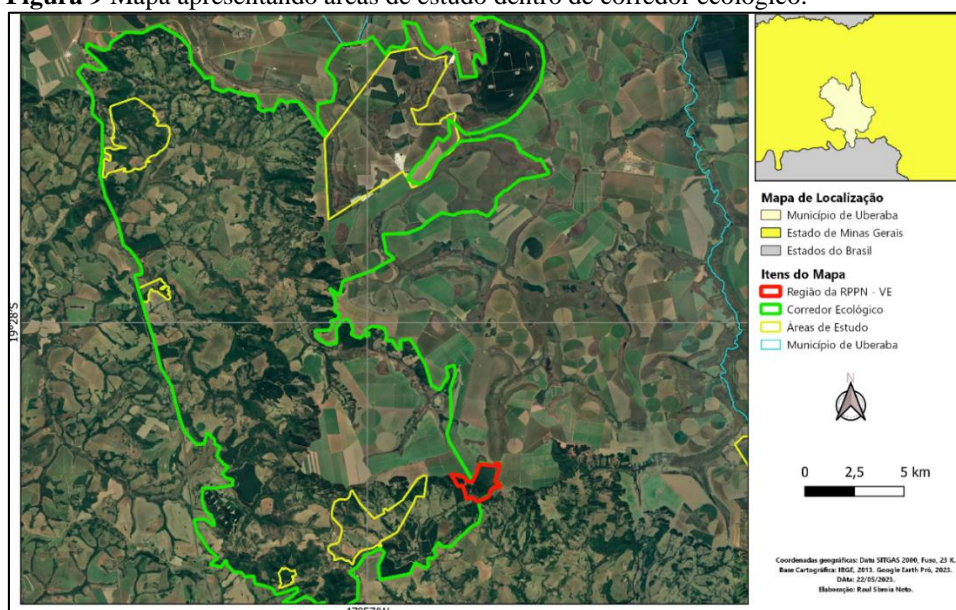 Figura 9 Mapa apresentando áreas de estudo dentro de corredor ecológico.
19°28'S
Mapa de Localização
Município de Uberaba
Estado de Minas Gerais
Estados do Brasil
Itens do Mapa
Região da RPPN - VE
Corredor Ecológico
Áreas de Estudo
Município de Uberaba
N
0 2,5 5 km
Coordenadas geográficas: Datu SIRGAS 2000, Fuso, 23 K.
Base Cartográfica: IBGE, 2013. Google Earth Pró, 2023.
DAta: 22/05/2023.
Elaboração: Raul Neto.